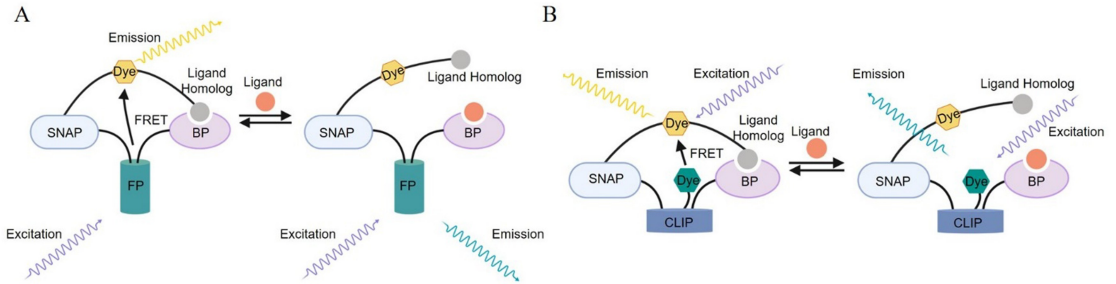 A
Emission
Dye
Ligand
Homolog
Ligand
SNAP
FRET
BP
FP
Excitation
Dye
Ligand Homolog
SNAP
BP
FP
Excitation
Emission
B
Emission
Excitation
Dye
Ligand
Homolog
Ligand
FRET
SNAP
Dye
BP
CLIP
Emission
Ligand Homolog
Dye
Excitation
SNAP
Dye
BP
CLIP